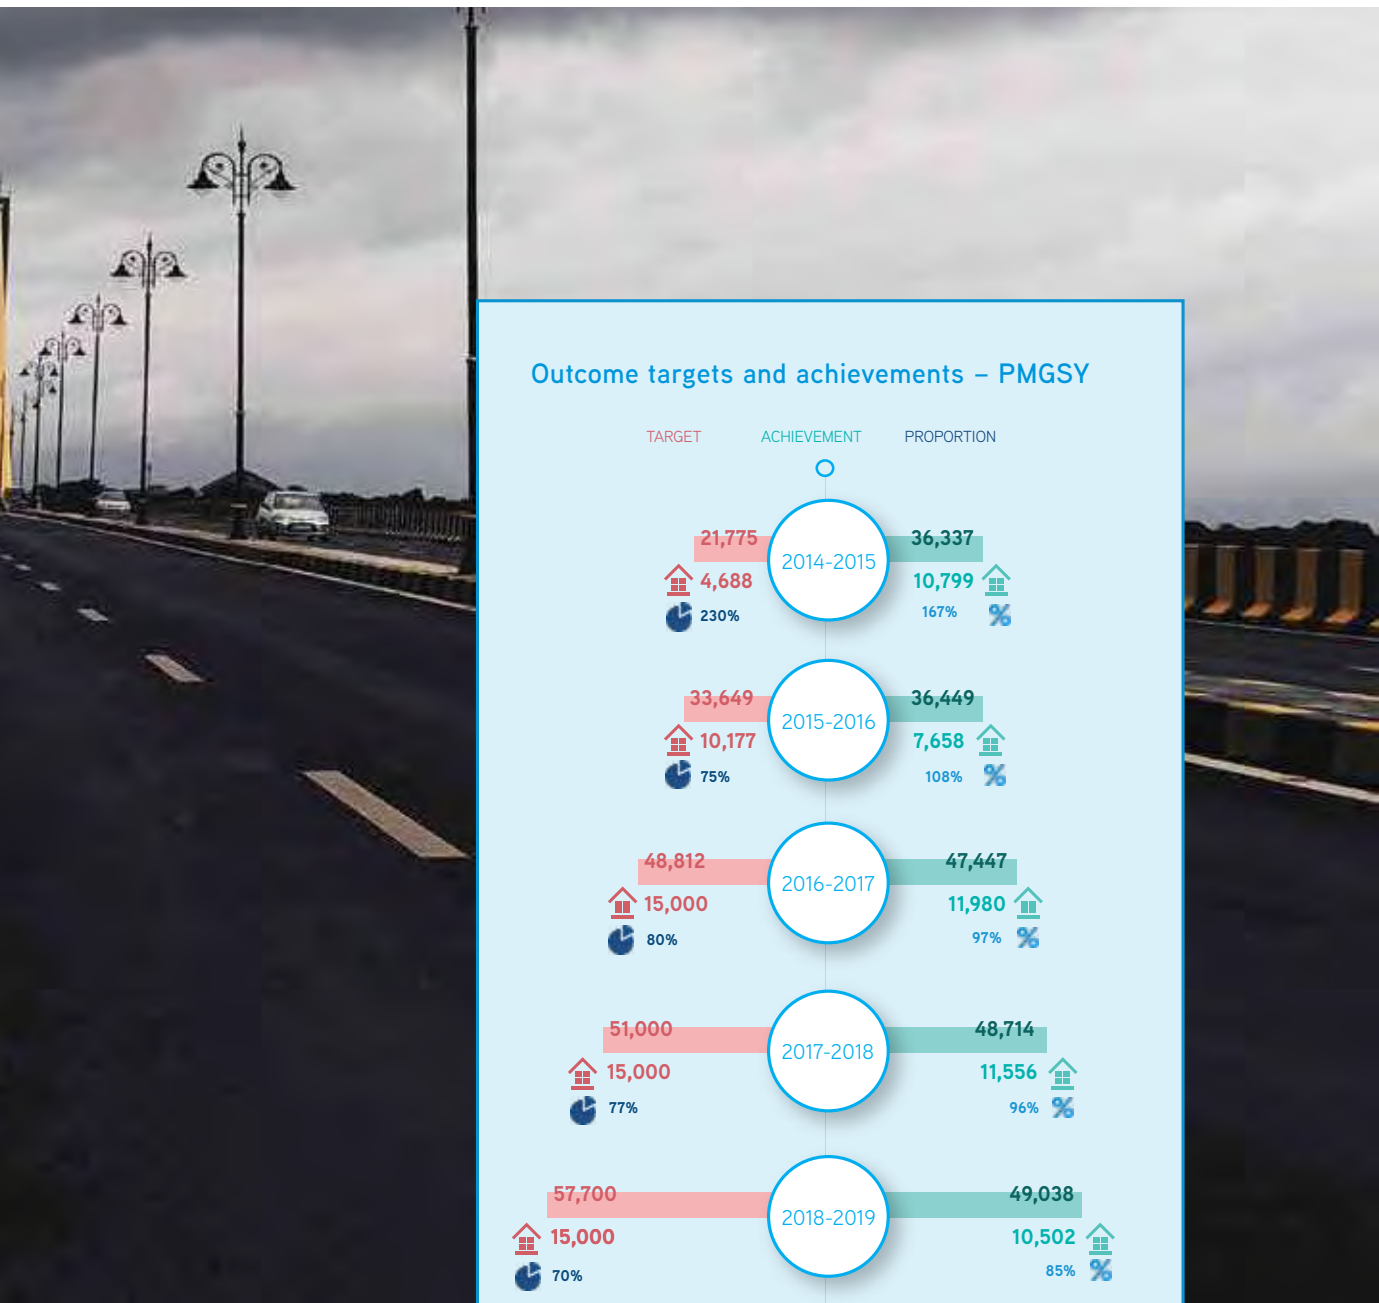 Outcome targets and achievements – PMGSY
TARGET ACHIEVEMENT PROPORTION
21,775 2014-2015 36,337
4,688 10,799
230% 167%
33,649 2015-2016 36,449
10,177 7,658
75% 108%
48,812 2016-2017 47,447
15,000 11,980
80% 97%
51,000 2017-2018 48,714
15,000 11,556
77% 96%
57,700 2018-2019 49,038
15,000 10,502
70% 85%